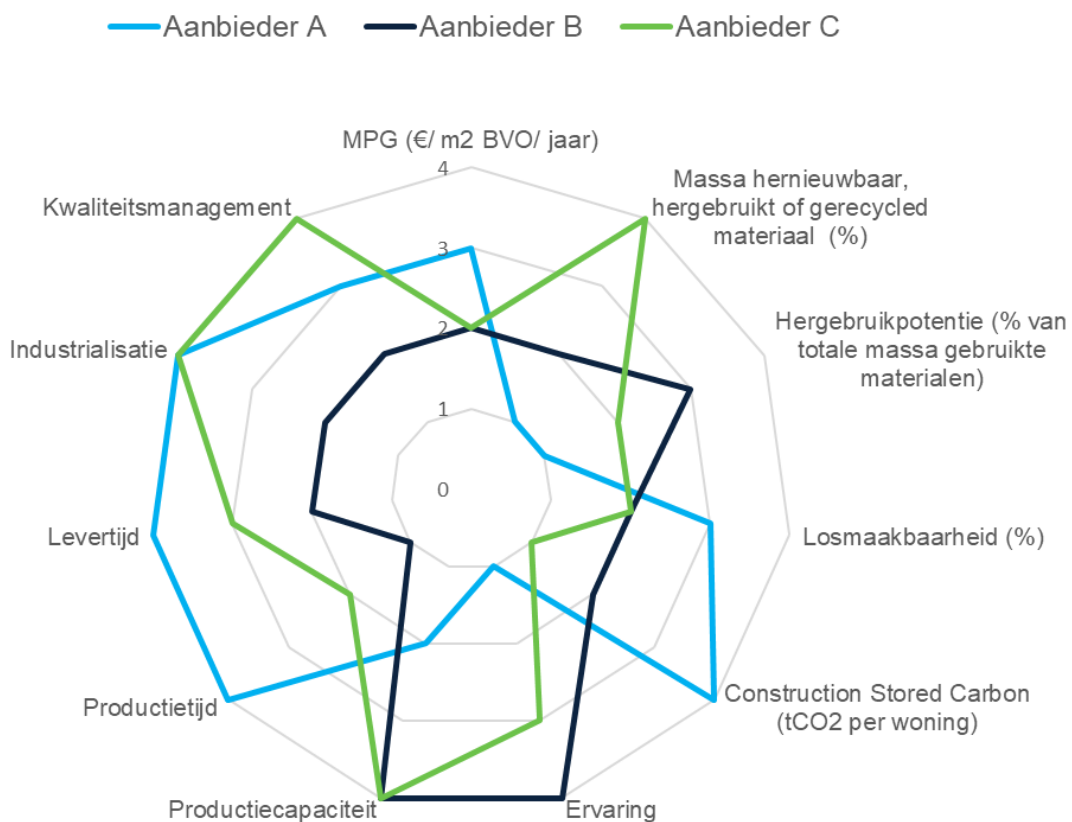 Aanbieder A Aanbieder B Aanbieder C
MPG (€/ m2 BVO/ jaar)
4
Massa hernieuwbaar,
hergebruikt of gerecycled
materiaal (%)
Kwaliteitsmanagement
3
Hergebruikpotentie (% van
totale massa gebruikte
materialen)
2
Industrialisatie
1
0
Levertijd
Losmaakbaarheid (%)
Construction Stored Carbon
(tCO2 per woning)
Productietijd
Productiecapaciteit
Ervaring